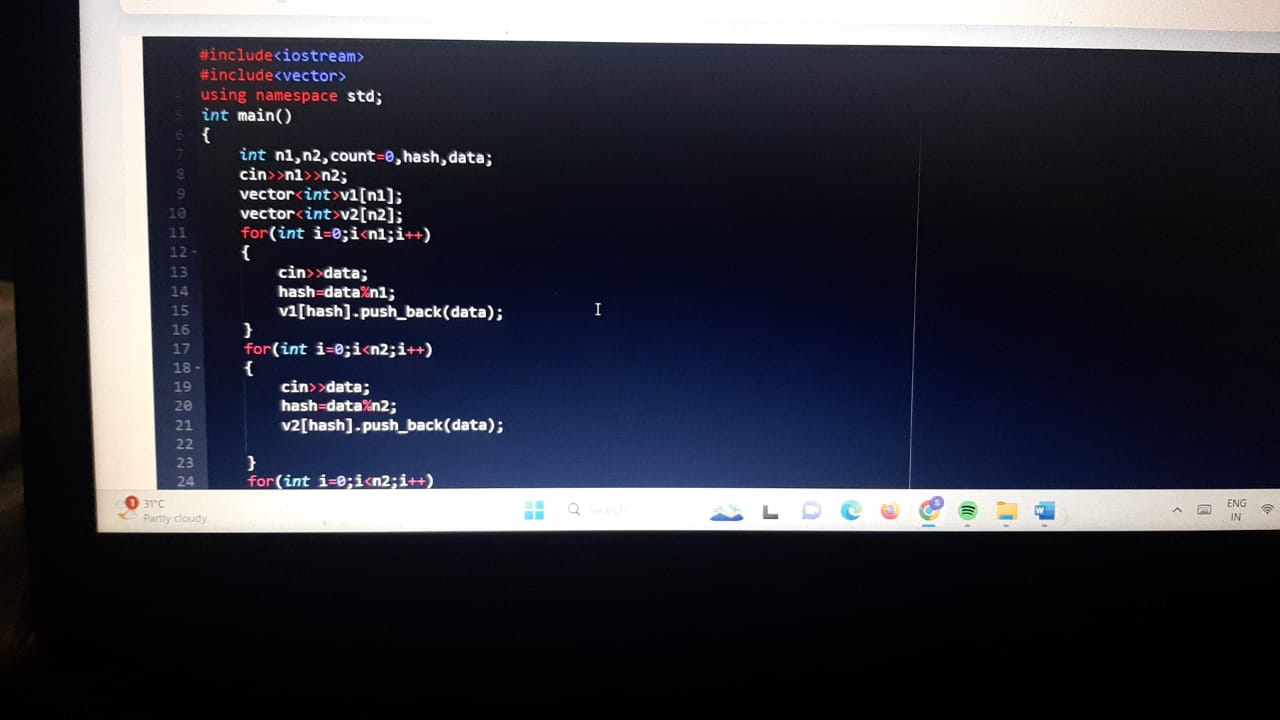 #include<iostream>
#include<vector>
using namespace std;
5 int main()
6 {
7 int n1,n2,count=0,hash,data;
8 cin>>n1>>n2;
9 vector<int>v1[n1];
10 vector<int>v2[n2];
11 for(int i=0;i<n1;i++)
12 {
13 cin>>data;
14 hash=data%n1;
15 v1[hash].push_back(data);
16 }
17 for(int i=0;i<n2;i++)
18 {
19 cin>>data;
20 hash=data%n2;
21 v2[hash].push_back(data);
22
23 }
24 for(int i=0;i<n2;i++)
1 31°C
Partly cloudy
Search
S
W
ENG
IN